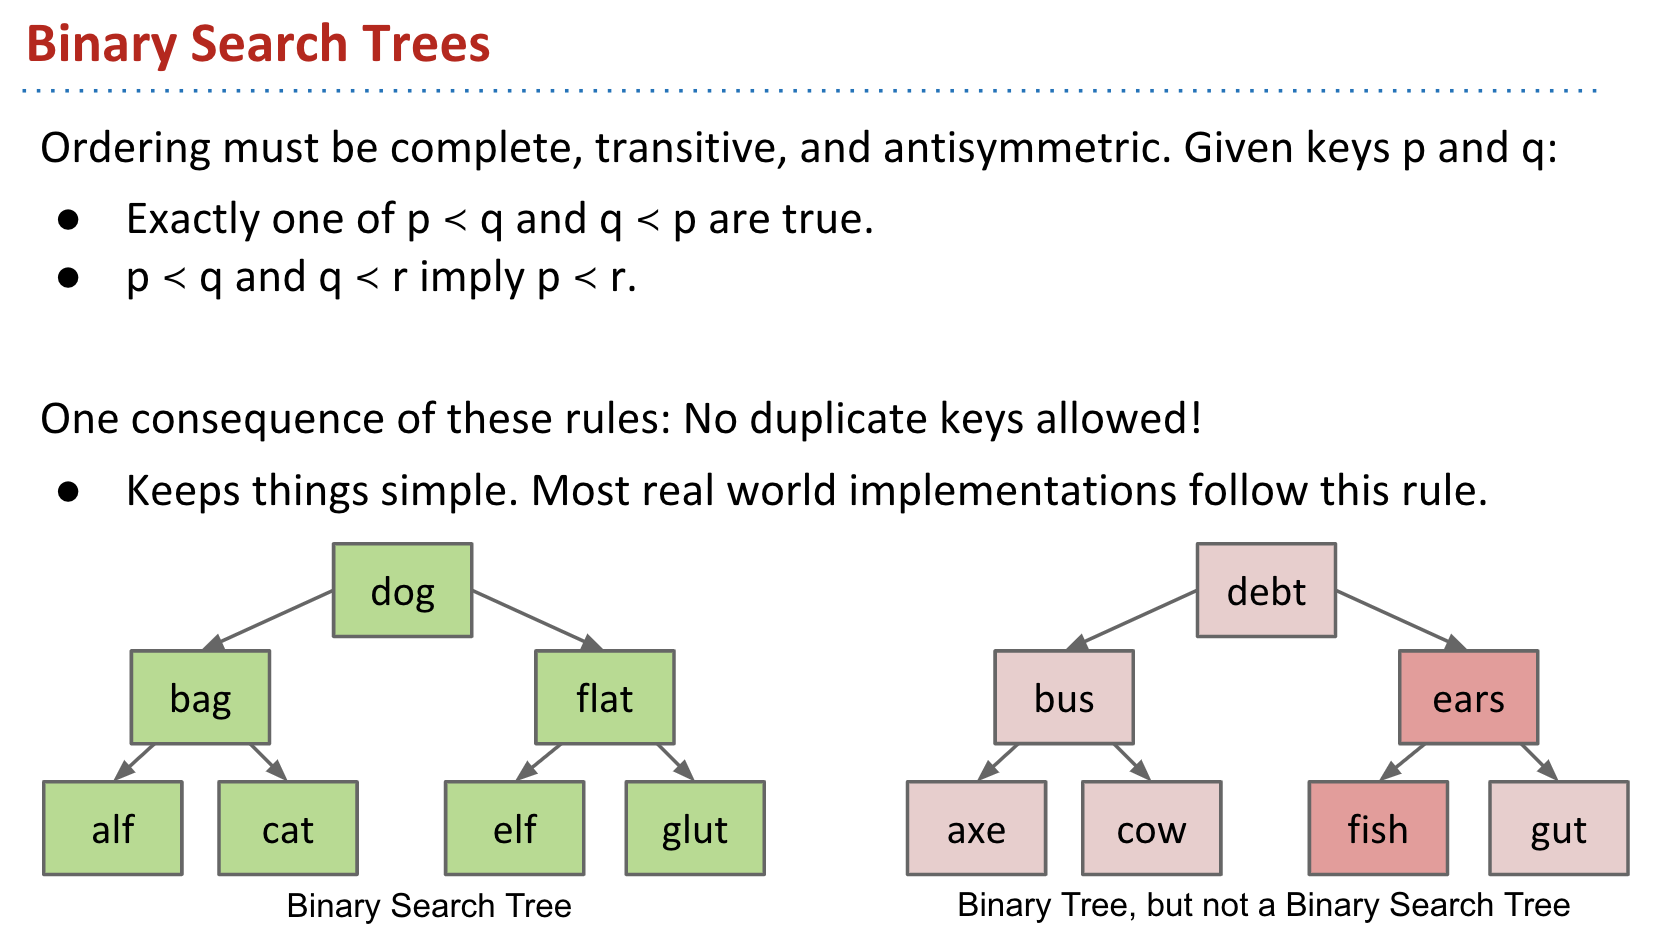 Binary Search Trees
Ordering must be complete, transitive, and antisymmetric. Given keys p and q:
● Exactly one of p ≺ q and q ≺ p are true.
● p ≺ q and q ≺ r imply p ≺ r.
One consequence of these rules: No duplicate keys allowed!
● Keeps things simple. Most real world implementations follow this rule.
dog
bag
flat
alf
cat
elf
glut
Binary Search Tree
debt
bus
ears
axe
cow
fish
gut
Binary Tree, but not a Binary Search Tree